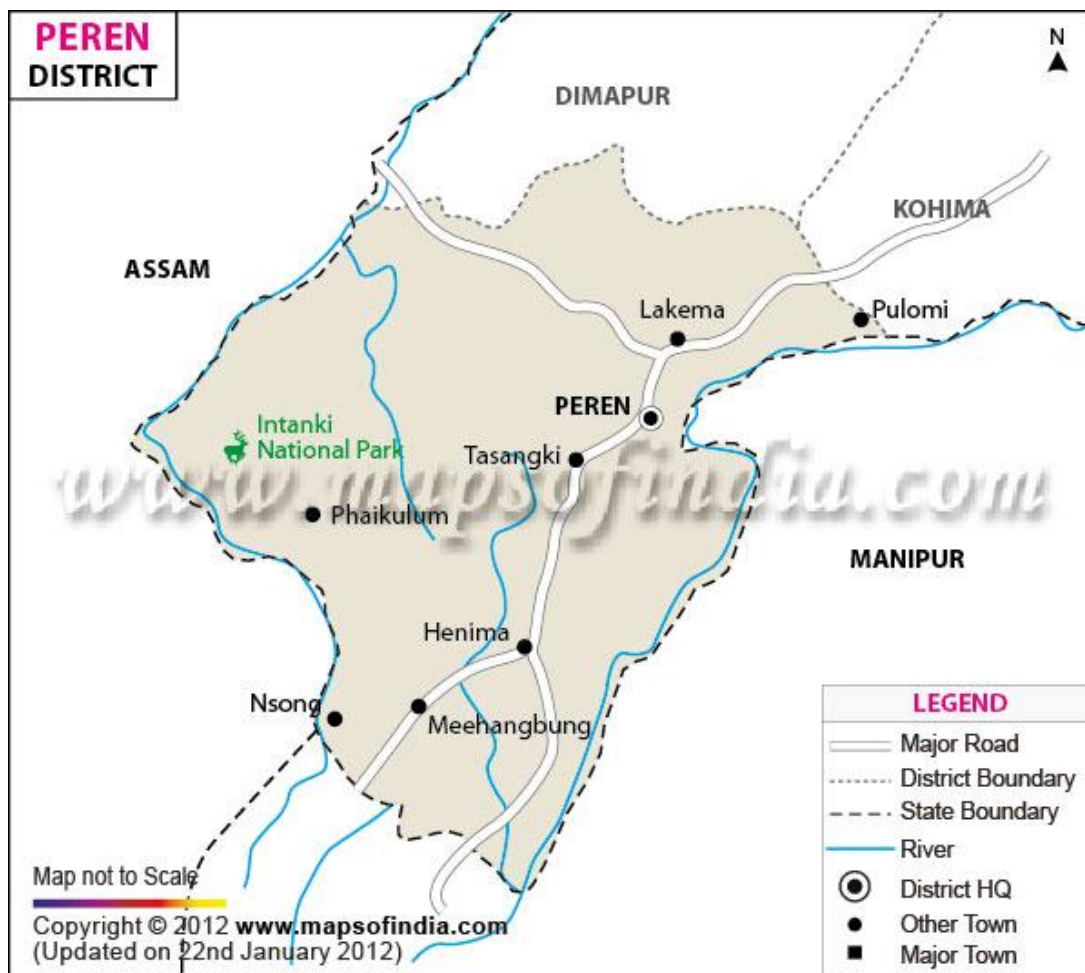 PEREN
DISTRICT
N
DIMAPUR
KOHIMA
ASSAM
Lakema
Pulomi
PEREN
Intanki
National Park
Tasangki
www.mapsofindia.com
Phaikulum
MANIPUR
Henima
Nsong
Meehangbung
LEGEND
Major Road
District Boundary
State Boundary
River
District HQ
Other Town
Major Town
Map not to Scale
Copyright © 2012 www.mapsofindia.com
(Updated on 22nd January 2012)